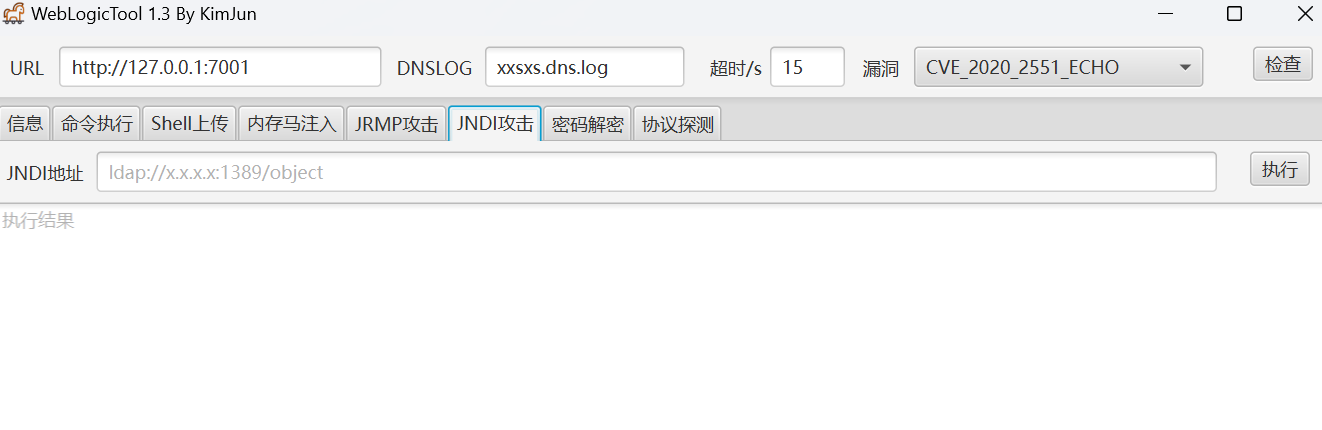 WebLogicTool 1.3 By KimJun
URL http://127.0.0.1:7001 DNSLOG xxsxs.dns.log 超时/s 15 漏洞 CVE_2020_2551_ECHO 检查
信息 命令执行 Shell上传 内存马注入 JRMP攻击 JNDI攻击 密码解密 协议探测
JNDI地址 ldap://x.x.x.x:1389/object 执行
执行结果